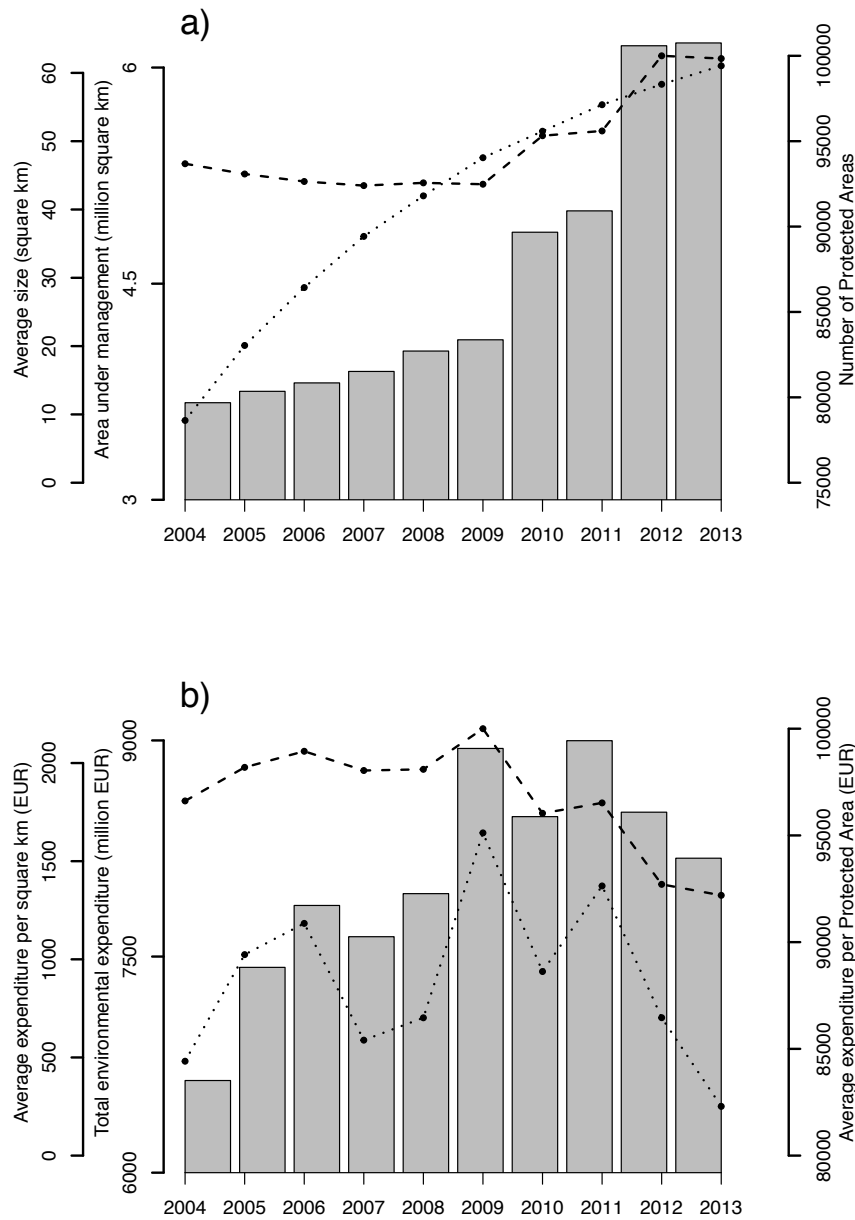 a)
Average size (square km)
0 10 20 30 40 50 60
Area under management (million square km)
3 4.5 6
Number of Protected Areas
75000 80000 85000 90000 95000 100000
2004 2005 2006 2007 2008 2009 2010 2011 2012 2013
b)
Average expenditure per square km (EUR)
0 500 1000 1500 2000
Total environmental expenditure (million EUR)
6000 7500 9000
Average expenditure per Protected Area (EUR)
80000 85000 90000 95000 100000
2004 2005 2006 2007 2008 2009 2010 2011 2012 2013